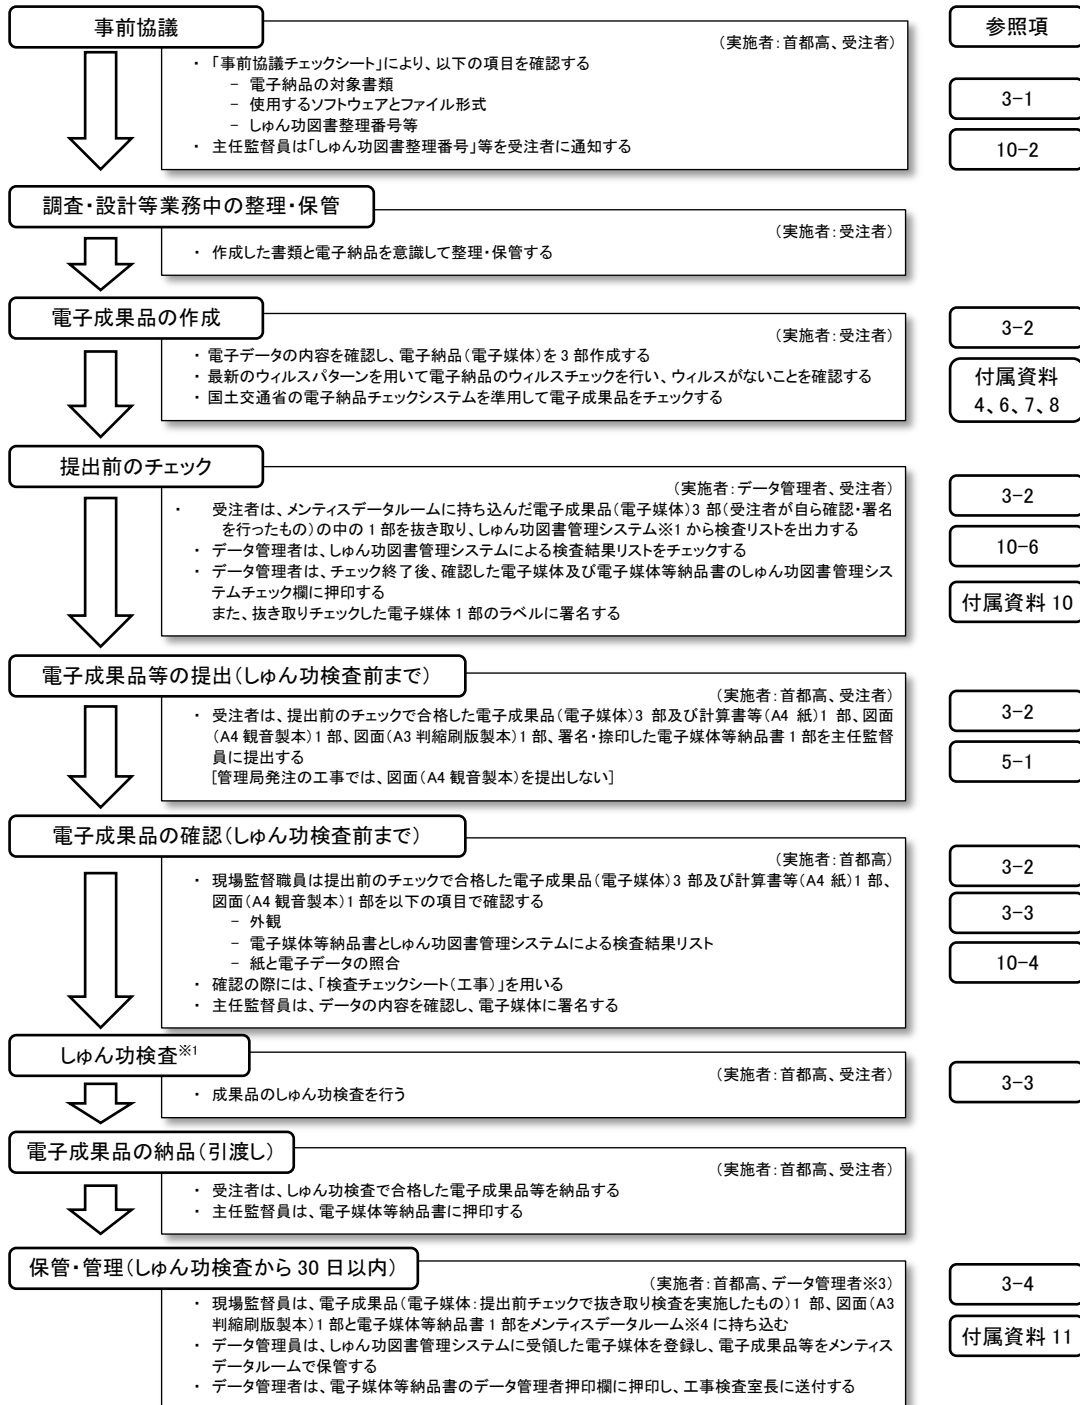 事前協議
参照項
(実施者:首都高、受注者)
・ 「事前協議チェックシート」により、以下の項目を確認する
− 電子納品の対象書類
− 使用するソフトウェアとファイル形式
− しゅん功図書整理番号等
・ 主任監督員は「しゅん功図書整理番号」等を受注者に通知する
3-1
10-2
調査・設計等業務中の整理・保管
(実施者:受注者)
・ 作成した書類と電子納品を意識して整理・保管する
電子成果品の作成
(実施者:受注者)
・ 電子データの内容を確認し、電子納品(電子媒体)を 3 部作成する
・ 最新のウィルスパターンを用いて電子納品のウィルスチェックを行い、ウィルスがないことを確認する
・ 国土交通省の電子納品チェックシステムを準用して電子成果品をチェックする
3-2
付属資料
4、6、7、8
提出前のチェック
(実施者:データ管理者、受注者)
・ 受注者は、メンティスデータルームに持ち込んだ電子成果品(電子媒体)3 部(受注者が自ら確認・署名
を行ったもの)の中の 1 部を抜き取り、しゅん功図書管理システム※1 から検査リストを出力する
・ データ管理者は、しゅん功図書管理システムによる検査結果リストをチェックする
・ データ管理者は、チェック終了後、確認した電子媒体及び電子媒体等納品書のしゅん功図書管理シス
テムチェック欄に押印する
また、抜き取りチェックした電子媒体 1 部のラベルに署名する
3-2
10-6
付属資料 10
電子成果品等の提出(しゅん功検査前まで)
(実施者:首都高、受注者)
・ 受注者は、提出前のチェックで合格した電子成果品(電子媒体)3 部及び計算書等(A4 紙)1 部、図面
(A4 観音製本)1 部、図面(A3 判縮刷版製本)1 部、署名・捺印した電子媒体等納品書 1 部を主任監督
員に提出する
[管理局発注の工事では、図面(A4 観音製本)を提出しない]
3-2
5-1
電子成果品の確認(しゅん功検査前まで)
(実施者:首都高)
・ 現場監督職員は提出前のチェックで合格した電子成果品(電子媒体)3 部及び計算書等(A4 紙)1 部、
図面(A4 観音製本)1 部を以下の項目で確認する
− 外観
− 電子媒体等納品書としゅん功図書管理システムによる検査結果リスト
− 紙と電子データの照合
・ 確認の際には、「検査チェックシート(工事)」を用いる
・ 主任監督員は、データの内容を確認し、電子媒体に署名する
3-2
3-3
10-4
しゅん功検査※1
(実施者:首都高、受注者)
・ 成果品のしゅん功検査を行う
3-3
電子成果品の納品(引渡し)
(実施者:首都高、受注者)
・ 受注者は、しゅん功検査で合格した電子成果品等を納品する
・ 主任監督員は、電子媒体等納品書に押印する
保管・管理(しゅん功検査から 30 日以内)
(実施者:首都高、データ管理者※3)
・ 現場監督員は、電子成果品(電子媒体:提出前チェックで抜き取り検査を実施したもの)1 部、図面(A3
判縮刷版製本)1 部と電子媒体等納品書 1 部をメンティスデータルーム※4 に持ち込む
・ データ管理員は、しゅん功図書管理システムに受領した電子媒体を登録し、電子成果品等をメンティス
データルームで保管する
・ データ管理者は、電子媒体等納品書のデータ管理者押印欄に押印し、工事検査室長に送付する
3-4
付属資料 11